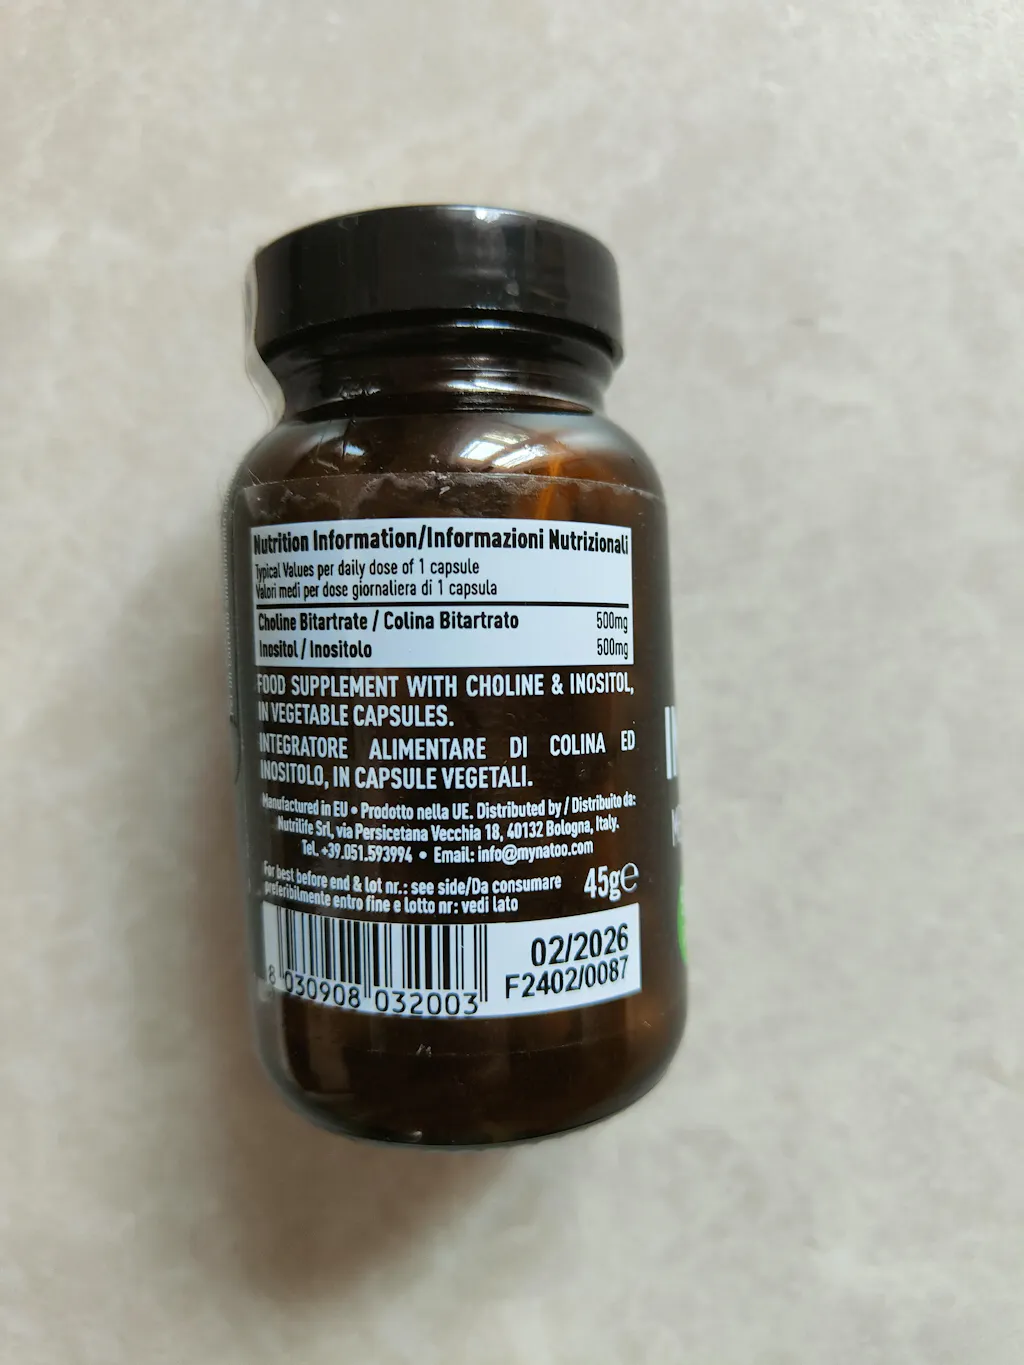 Nutrition Information/Informazioni Nutrizionali
Typical Values per daily dose of 1 capsule
Valori medi per dose giornaliera di 1 capsula
Choline Bitartrate / Colina Bitartrato 500mg
Inositol / Inositolo 500mg
FOOD SUPPLEMENT WITH CHOLINE & INOSITOL,
IN VEGETABLE CAPSULES.
INTEGRATORE ALIMENTARE DI COLINA ED
INOSITOLO, IN CAPSULE VEGETALI.
Manufactured in EU • Prodotto nella UE. Distributed by / Distribuito da:
Nutrilife Srl, via Persicetana Vecchia 18, 40132 Bologna, Italy.
Tel. +39.051.593994 • Email: info@mynatoo.com
For best before end & lot nr.: see side/Da consumare
preferibilmente entro fine e lotto nr: vedi lato
45g℮
02/2026
F2402/0087
8 030908 032003